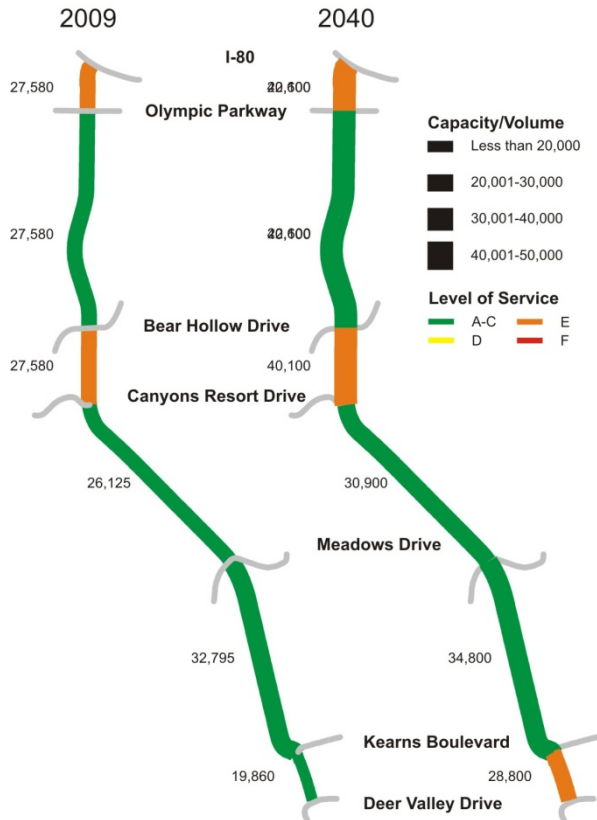 2009
2040
I-80
27,580
Olympic Parkway
Capacity/Volume
Less than 20,000
20,001-30,000
27,580
30,001-40,000
40,001-50,000
Level of Service
A-C
E
D
F
Bear Hollow Drive
27,580
40,100
Canyons Resort Drive
26,125
30,900
Meadows Drive
32,795
34,800
Kearns Boulevard
19,860
28,800
Deer Valley Drive